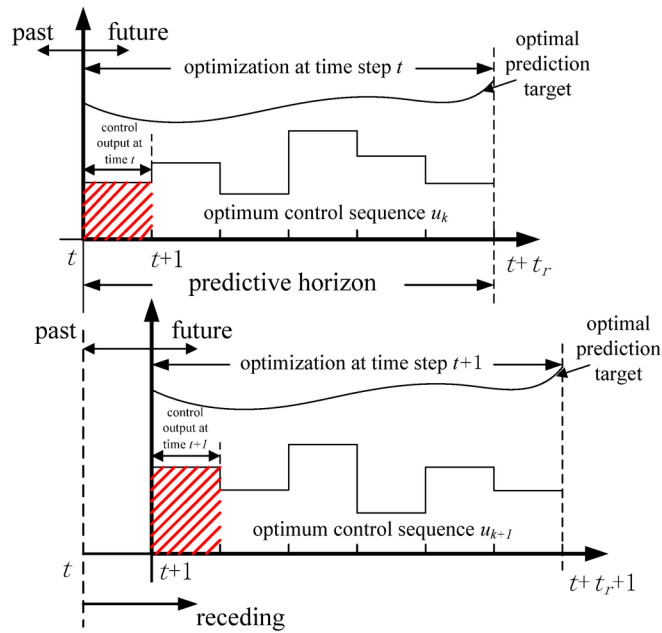 past future
optimization at time step t
optimal
prediction
target
control
output at
time t
optimum control sequence uk
t
t+1
t+tr
predictive horizon
past future
optimization at time step t+1
optimal
prediction
target
control
output at
time t+1
optimum control sequence uk+1
t
t+1
t+tr+1
receding